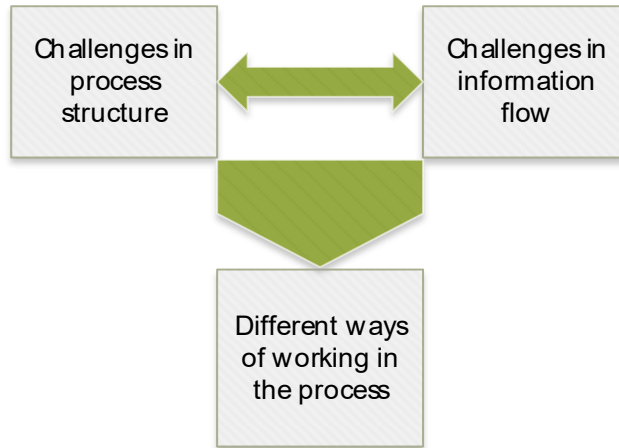 Challenges in
process
structure
Challenges in
information
flow
Different ways
of working in
the process